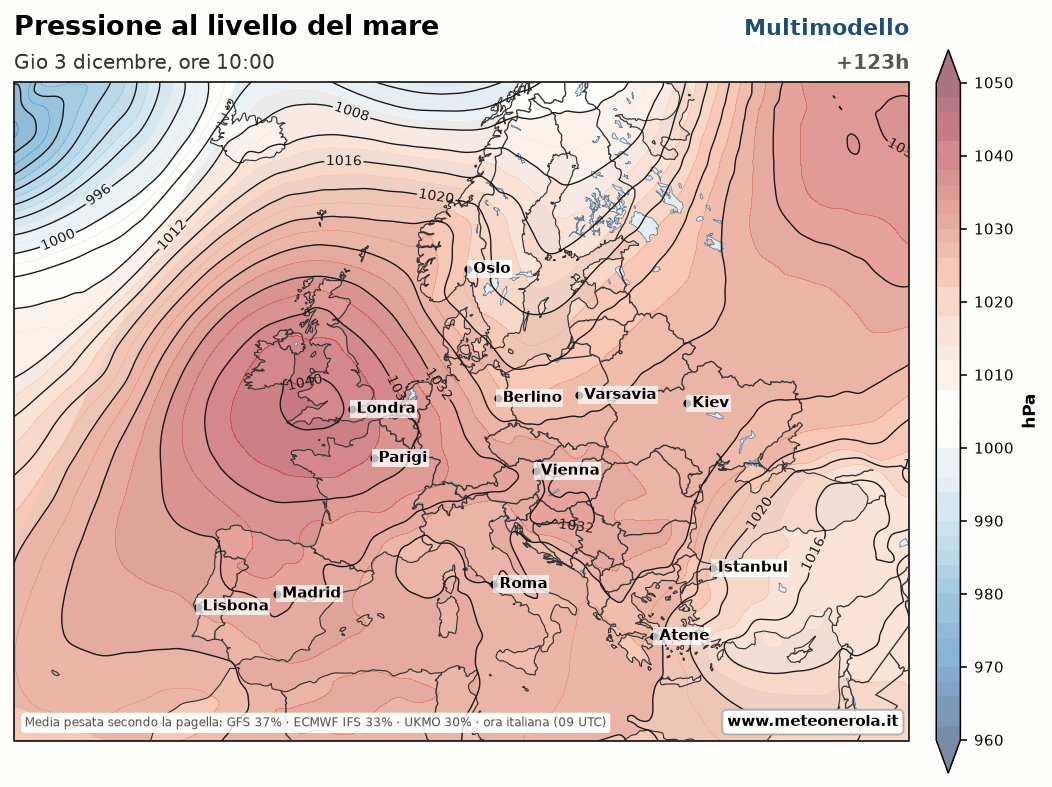 Pressione al livello del mare
Multimodello
Gio 3 dicembre, ore 10:00
+123h
1008
1016
996
1020
1012
1000
Oslo
1040
1032
Londra
Berlino
Varsavia
Kiev
Parigi
Vienna
1032
1020
1016
Istanbul
Madrid
Roma
Lisbona
Atene
Media pesata secondo la pagella: GFS 37% · ECMWF IFS 33% · UKMO 30% · ora italiana (09 UTC)
www.meteonerola.it
1050
1040
1030
1020
1010
1000
990
980
970
960
hPa